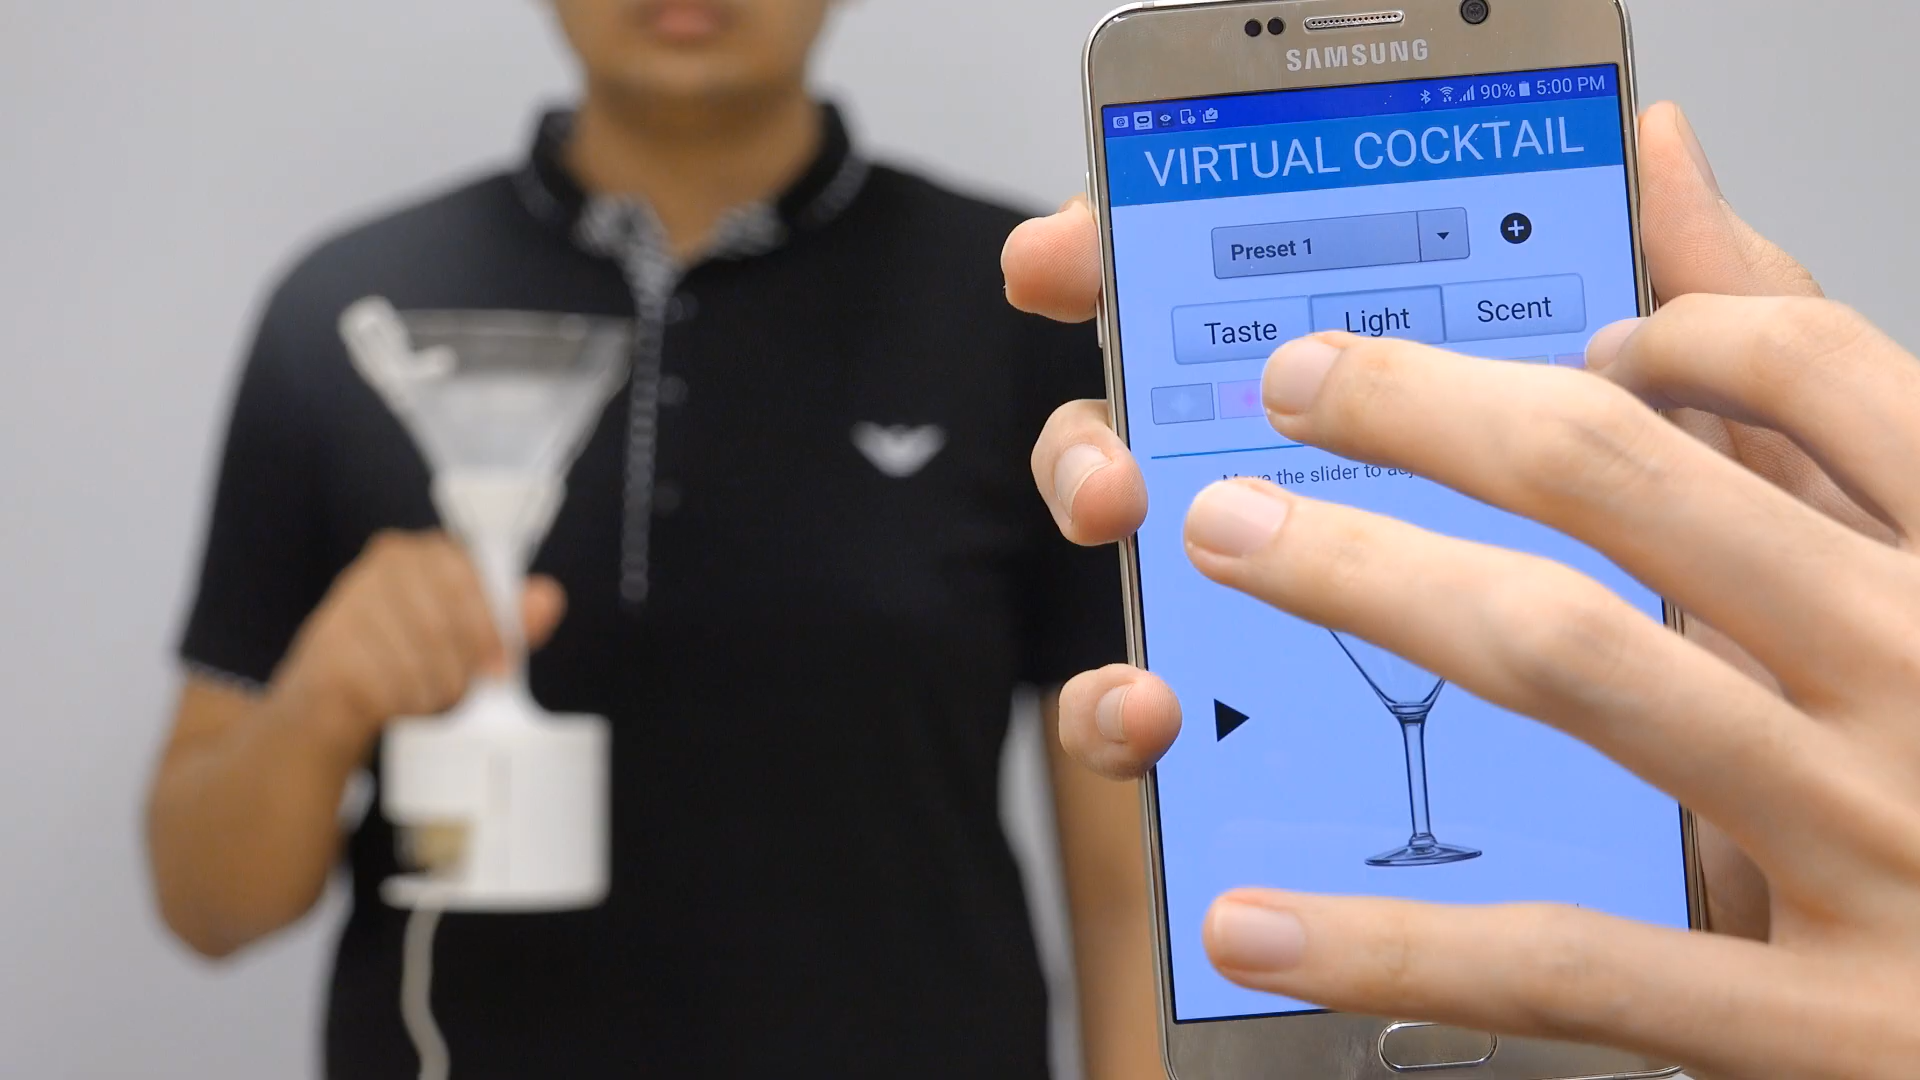 SAMSUNG
90% 5:00 PM
VIRTUAL COCKTAIL
Preset 1
Taste Light Scent
the slider to